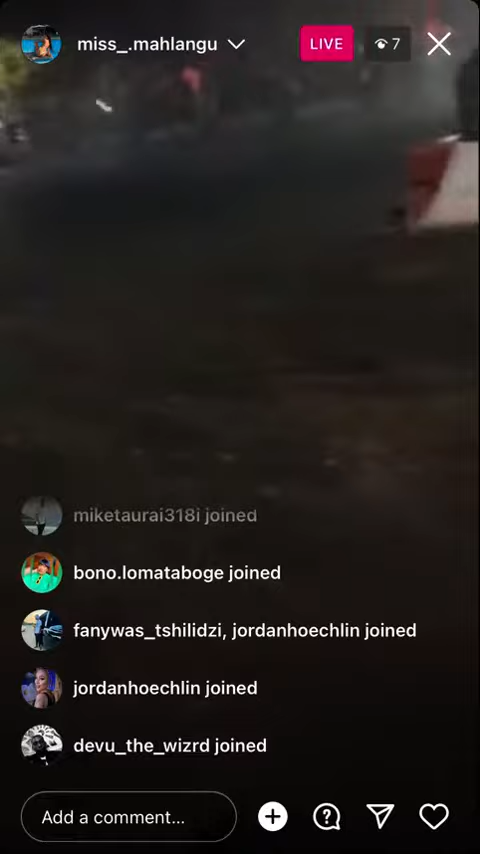 miss_.mahlangu
LIVE
7
miketaurai318i joined
bono.lomataboge joined
fanywas_tshilidzi, jordanhoechlin joined
jordanhoechlin joined
devu_the_wizrd joined
Add a comment...